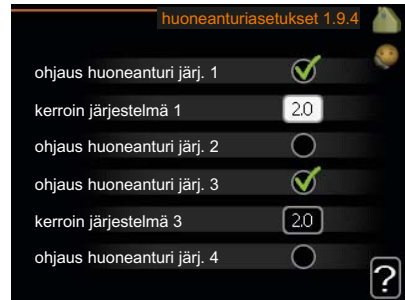 huoneanturiasetukset 1.9.4
ohjaus huoneanturi järj. 1
kerroin järjestelmä 1 2.0
ohjaus huoneanturi järj. 2
ohjaus huoneanturi järj. 3
kerroin järjestelmä 3 2.0
ohjaus huoneanturi järj. 4
?